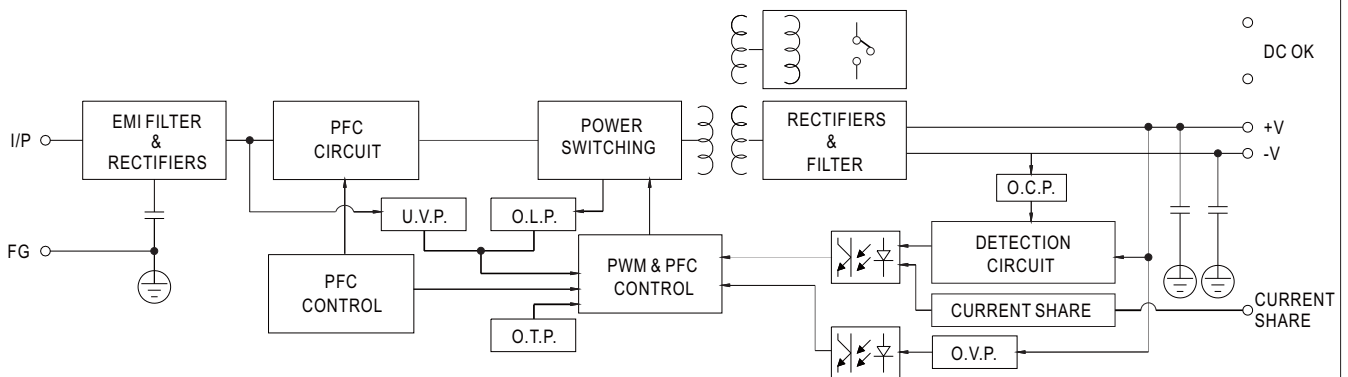 DC OK
I/P
EMI FILTER
&
RECTIFIERS
PFC
CIRCUIT
POWER
SWITCHING
RECTIFIERS
&
FILTER
+V
-V
O.C.P.
U.V.P.
O.L.P.
FG
DETECTION
CIRCUIT
PFC
CONTROL
PWM & PFC
CONTROL
CURRENT SHARE
CURRENT
SHARE
O.T.P.
O.V.P.